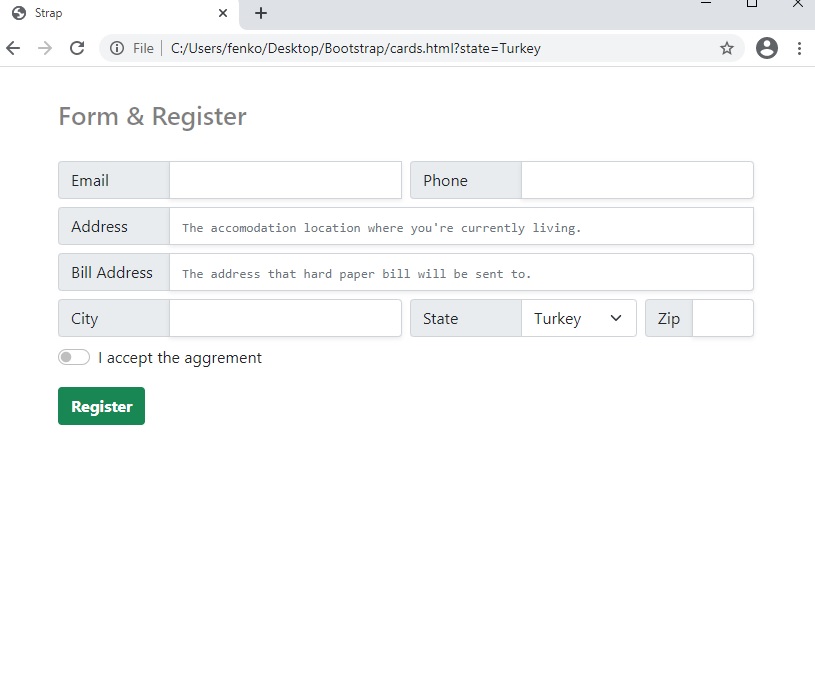 Strap
File C:/Users/fenko/Desktop/Bootstrap/cards.html?state=Turkey
Form & Register
Email Phone
Address The accomodation location where you're currently living.
Bill Address The address that hard paper bill will be sent to.
City State Turkey Zip
I accept the aggrement
Register